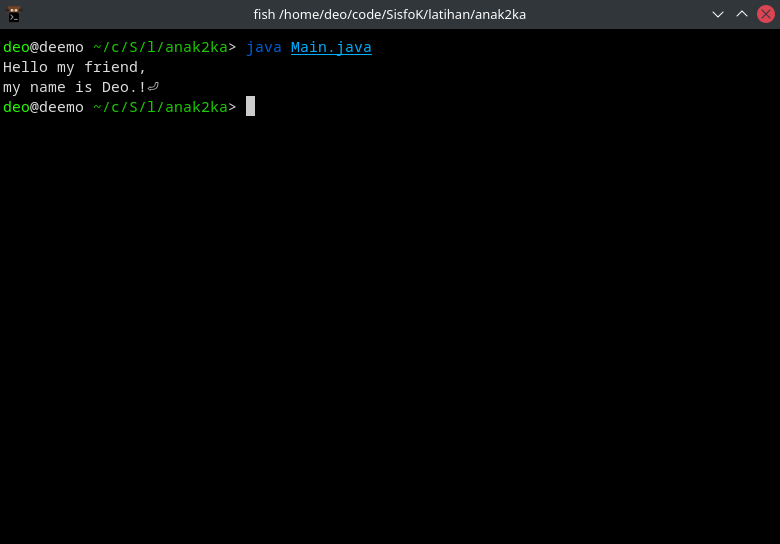 fish /home/deo/code/SisfoK/latihan/anak2ka
deo@deemo ~/c/S/l/anak2ka> java Main.java
Hello my friend,
my name is Deo.!⏎
deo@deemo ~/c/S/l/anak2ka>